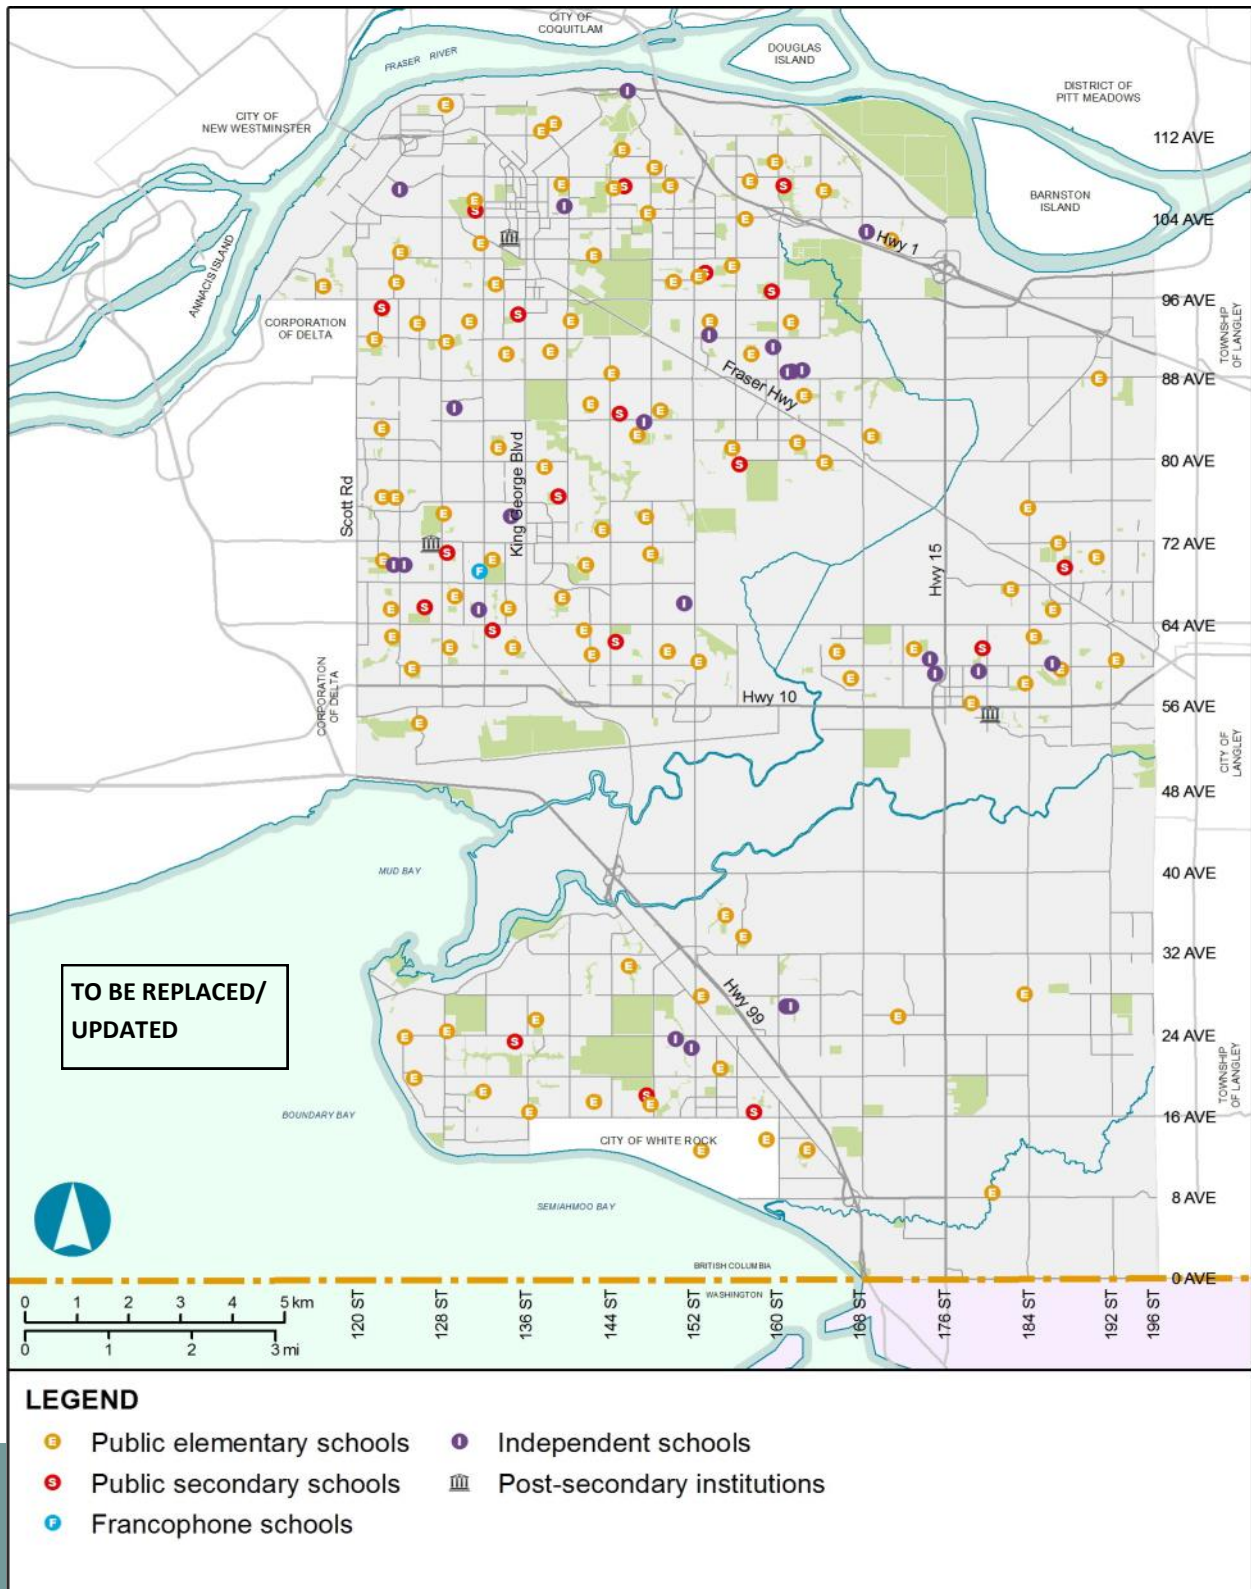 CITY OF
COQUITLAM
FRASER RIVER
DOUGLAS
ISLAND
DISTRICT OF
PITT MEADOWS
CITY OF
NEW WESTMINSTER
112 AVE
BARNSTON
ISLAND
104 AVE
ANNACIS ISLAND
Hwy 1
CORPORATION
OF DELTA
96 AVE
TOWNSHIP
OF LANGLEY
Fraser Hwy
88 AVE
King George Blvd
80 AVE
Scott Rd
72 AVE
Hwy 15
64 AVE
CORPORATION
OF DELTA
Hwy 10
56 AVE
CITY OF
LANGLEY
48 AVE
MUD BAY
40 AVE
32 AVE
TO BE REPLACED/
UPDATED
Hwy 99
24 AVE
TOWNSHIP
OF LANGLEY
BOUNDARY BAY
16 AVE
CITY OF WHITE ROCK
SEMIAHMOO BAY
8 AVE
BRITISH COLUMBIA
0 AVE
WASHINGTON
0 1 2 3 4 5 km
0 1 2 3 mi
120 ST
128 ST
136 ST
144 ST
152 ST
160 ST
168 ST
176 ST
184 ST
192 ST
196 ST
LEGEND
E Public elementary schools
I Independent schools
S Public secondary schools
Post-secondary institutions
F Francophone schools